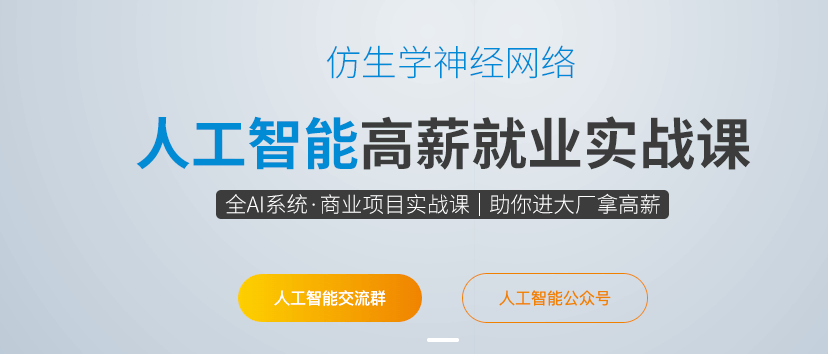 仿生学神经网络
人工智能高薪就业实战课
全AI系统·商业项目实战课｜助你进大厂拿高薪
人工智能交流群
人工智能公众号